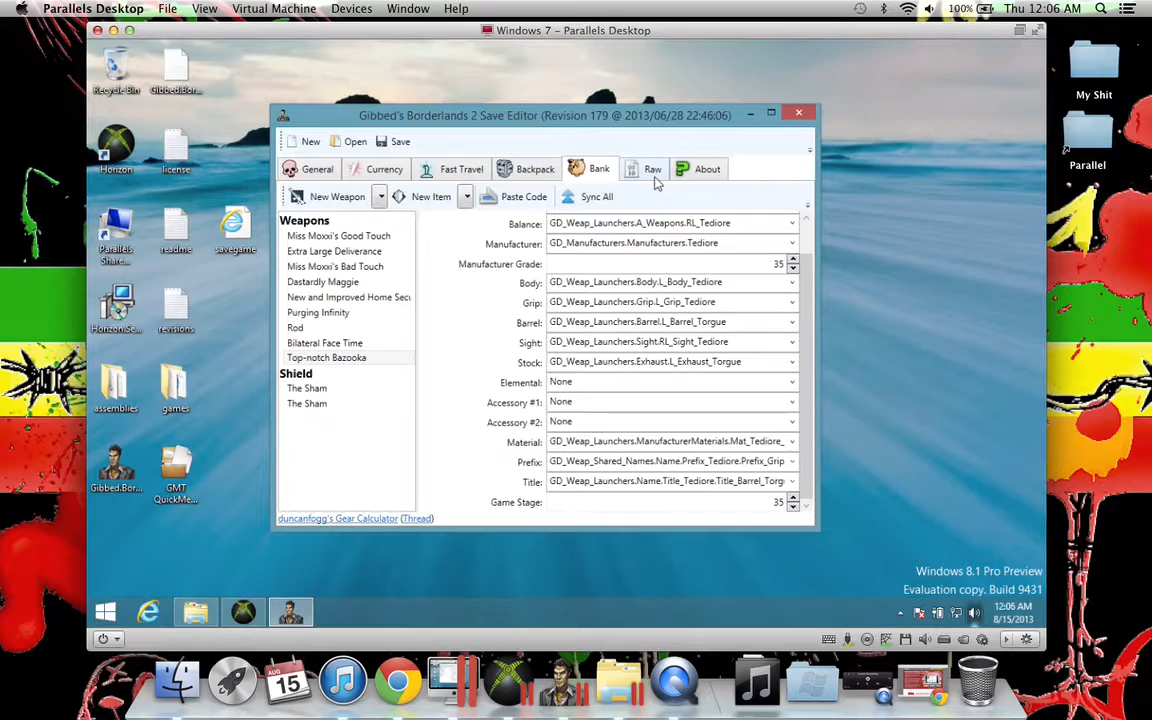 Parallels Desktop File View Virtual Machine Devices Window Help 100% Thu 12:06 AM
Windows 7 - Parallels Desktop
Recycle Bin
Gibbed.Bor...
My Shit
Horizon
license
Parallel
Parallels Share...
readme
savegame
Horizon.Se...
revisions
assemblies
games
Gibbed.Bor...
GMT QuickMe...
Gibbed's Borderlands 2 Save Editor (Revision 179 @ 2013/06/28 22:46:06)
New Open Save
General Currency Fast Travel Backpack Bank Raw About
New Weapon New Item Paste Code Sync All
Weapons
Miss Moxxi's Good Touch
Extra Large Deliverance
Miss Moxxi's Bad Touch
Dastardly Maggie
New and Improved Home Secu
Purging Infinity
Rod
Bilateral Face Time
Top-notch Bazooka
Shield
The Sham
The Sham
Balance: GD_Weap_Launchers.A_Weapons.RL_Tediore
Manufacturer: GD_Manufacturers.Manufacturers.Tediore
Manufacturer Grade: 35
Body: GD_Weap_Launchers.Body.L_Body_Tediore
Grip: GD_Weap_Launchers.Grip.L_Grip_Tediore
Barrel: GD_Weap_Launchers.Barrel.L_Barrel_Torgue
Sight: GD_Weap_Launchers.Sight.RL_Sight_Tediore
Stock: GD_Weap_Launchers.Exhaust.L_Exhaust_Torgue
Elemental: None
Accessory #1: None
Accessory #2: None
Material: GD_Weap_Launchers.ManufacturerMaterials.Mat_Tediore_
Prefix: GD_Weap_Shared_Names.Name.Prefix_Tediore.Prefix_Grip
Title: GD_Weap_Launchers.Name.Title_Tediore.Title_Barrel_Torgu
Game Stage: 35
duncanfogg's Gear Calculator (Thread)
Windows 8.1 Pro Preview
Evaluation copy. Build 9431
12:06 AM
8/15/2013
AUG
15